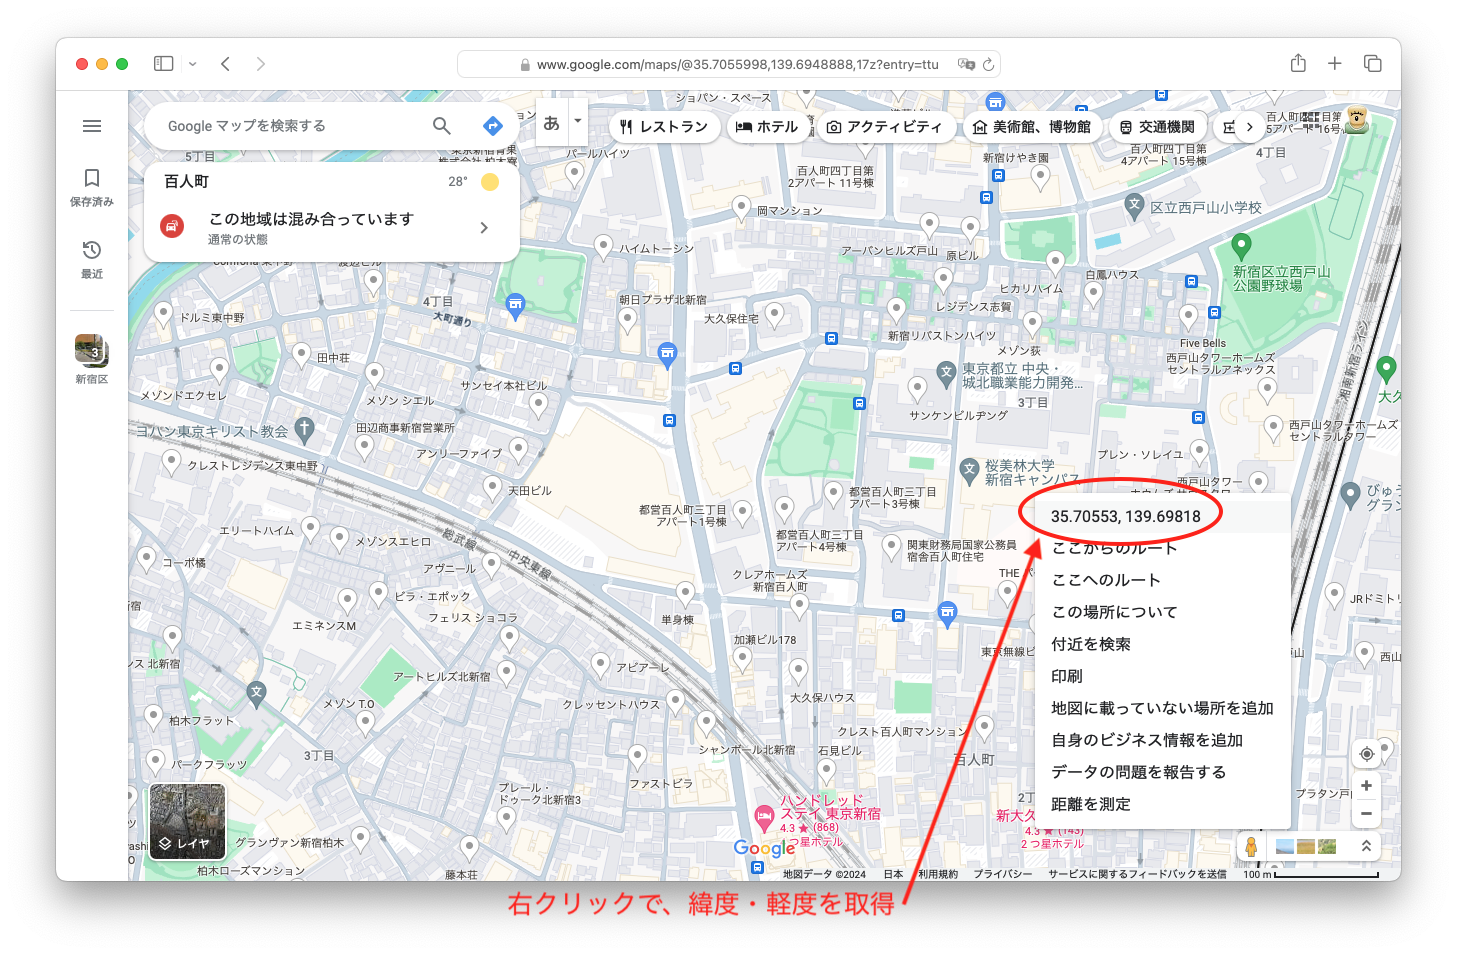 www.google.com/maps/@35.7055998,139.6948888,17z?entry=ttu
Google マップを検索する
あ
レストラン
ホテル
アクティビティ
美術館、博物館
交通機関
保存済み
最近
3
新宿区
百人町
28°
この地域は混み合っています
通常の状態
ショパン・スペース
5丁目
パールハイツ
百人町四丁目第
2アパート 11号棟
新宿けやき園
百人町四丁目第
4アパート 15号棟
4丁目
岡マンション
区立西戸山小学校
ハイムトーシン
アーバンヒルズ戸山
原ビル
新宿区立西戸山
公園野球場
白鳳ハウス
ヒカリハイム
4丁目
大町通り
ドルミ東中野
朝日プラザ北新宿
大久保住宅
レジデンス志賀
新宿リバストンハイツ
メゾン荻
Five Bells
西戸山タワーホームズ
セントラルアネックス
湘南新宿ライン
田中荘
メゾンドエクセレ
メゾン シエル
サンセイ本社ビル
東京都立 中央・
城北職業能力開発...
3丁目
サンケンビルヂング
大久
ヨハン東京キリスト教会
田辺商事新宿営業所
アンリーファイブ
クレストレジデンス東中野
天田ビル
西戸山タワーホームズ
セントラルタワー
プレン・ソレイユ
桜美林大学
新宿キャンパス
西戸山タワー
びゅう
グラン
都営百人町三丁目
アパート1号棟
都営百人町三丁目
アパート3号棟
都営百人町三丁目
アパート4号棟
関東財務局国家公務員
宿舎百人町住宅
エリートハイム
メゾンスエヒロ
総武線
中央東線
コーポ橘
アヴニール
クレアホームズ
新宿百人町
THE パ
35.70553, 139.69818
ここからのルート
ここへのルート
この場所について
付近を検索
印刷
地図に載っていない場所を追加
自身のビジネス情報を追加
データの問題を報告する
距離を測定
ビラ・エポック
フェリス ショコラ
エミネンスM
単身棟
加瀬ビル178
東京無線ビ
JRドミトリ
ス 北新宿
アートヒルズ北新宿
アビアーレ
大久保ハウス
西山
メゾン T.O
クレッセントハウス
柏木フラット
クレスト百人町マンション
3丁目
シャンボール北新宿
石見ビル
百人町
パークフラッツ
ファストビラ
プレール・
ドゥーク北新宿3
ハンドレッド
ステイ 東京新宿
4.3 ★ (868)
2つ星ホテル
新大久
4.3 ★ (143)
2 つ星ホテル
プラタン戸山
レイヤ
グランヴァン新宿柏木
柏木ローズマンション
藤本荘
Google
地図データ ©2024
日本
利用規約
プライバシー
サービスに関するフィードバックを送信
100 m
右クリックで、緯度・軽度を取得